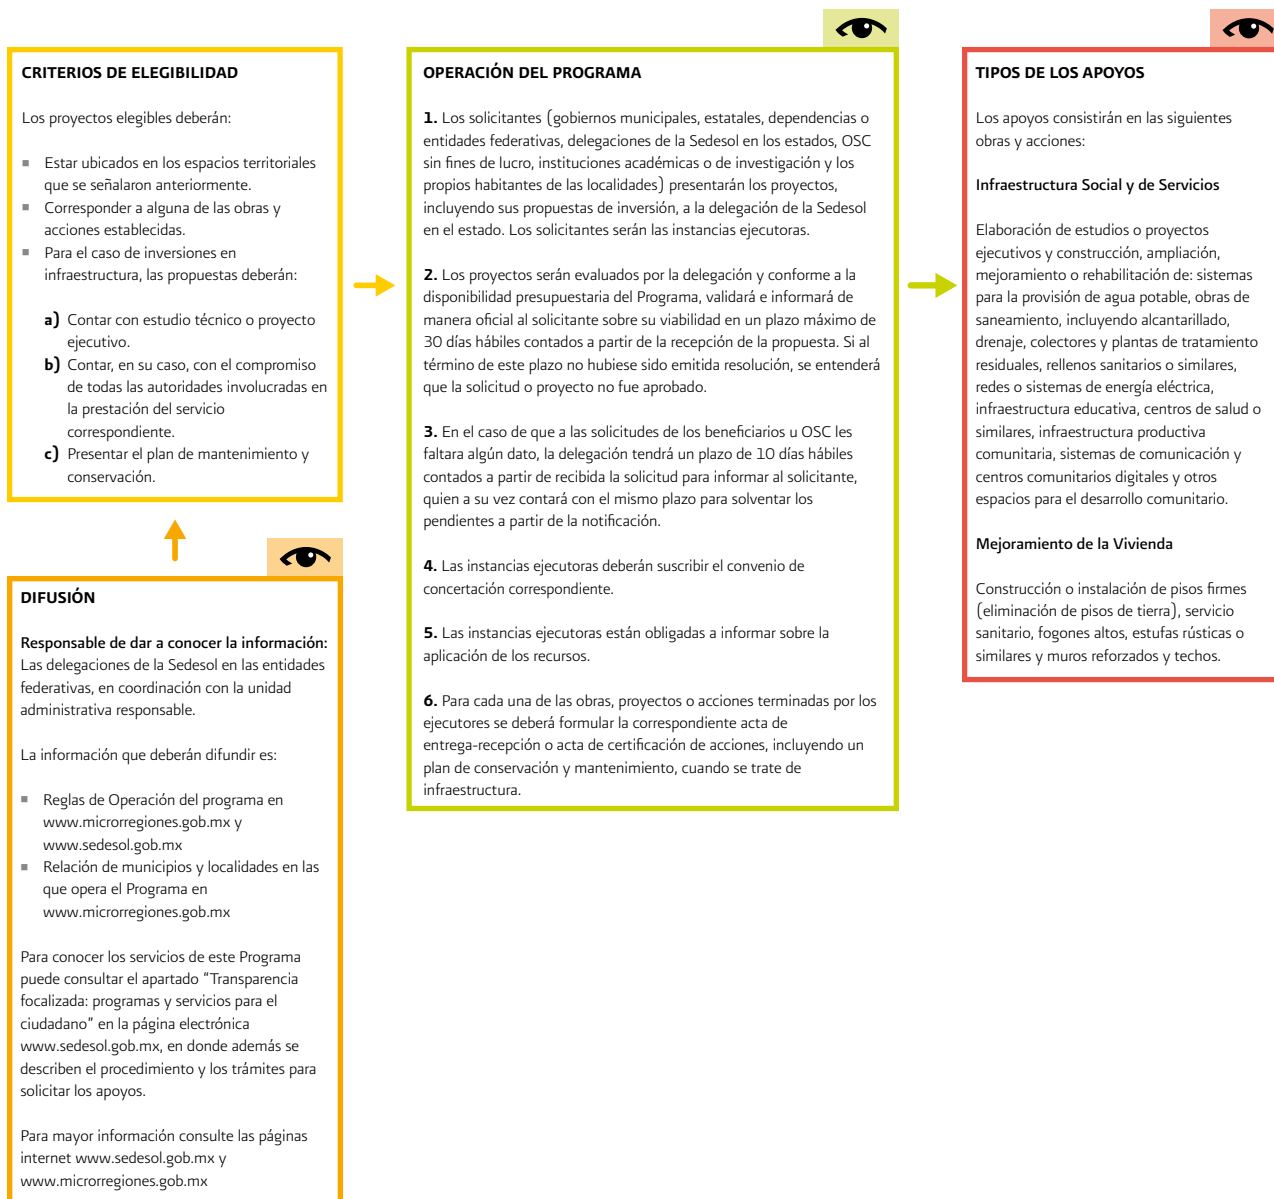 CRITERIOS DE ELEGIBILIDAD
Los proyectos elegibles deberán:
Estar ubicados en los espacios territoriales
que se señalaron anteriormente.
Corresponder a alguna de las obras y
acciones establecidas.
Para el caso de inversiones en
infraestructura, las propuestas deberán:
a) Contar con estudio técnico o proyecto
ejecutivo.
b) Contar, en su caso, con el compromiso
de todas las autoridades involucradas en
la prestación del servicio
correspondiente.
c) Presentar el plan de mantenimiento y
conservación.
DIFUSIÓN
Responsable de dar a conocer la información:
Las delegaciones de la Sedesol en las entidades
federativas, en coordinación con la unidad
administrativa responsable.
La información que deberán difundir es:
Reglas de Operación del programa en
www.microrregiones.gob.mx y
www.sedesol.gob.mx
Relación de municipios y localidades en las
que opera el Programa en
www.microrregiones.gob.mx
Para conocer los servicios de este Programa
puede consultar el apartado “Transparencia
focalizada: programas y servicios para el
ciudadano” en la página electrónica
www.sedesol.gob.mx, en donde además se
describen el procedimiento y los trámites para
solicitar los apoyos.
Para mayor información consulte las páginas
internet www.sedesol.gob.mx y
www.microrregiones.gob.mx
OPERACIÓN DEL PROGRAMA
1. Los solicitantes (gobiernos municipales, estatales, dependencias o
entidades federativas, delegaciones de la Sedesol en los estados, OSC
sin fines de lucro, instituciones académicas o de investigación y los
propios habitantes de las localidades) presentarán los proyectos,
incluyendo sus propuestas de inversión, a la delegación de la Sedesol
en el estado. Los solicitantes serán las instancias ejecutoras.
2. Los proyectos serán evaluados por la delegación y conforme a la
disponibilidad presupuestaria del Programa, validará e informará de
manera oficial al solicitante sobre su viabilidad en un plazo máximo de
30 días hábiles contados a partir de la recepción de la propuesta. Si al
término de este plazo no hubiese sido emitida resolución, se entenderá
que la solicitud o proyecto no fue aprobado.
3. En el caso de que a las solicitudes de los beneficiarios u OSC les
faltara algún dato, la delegación tendrá un plazo de 10 días hábiles
contados a partir de recibida la solicitud para informar al solicitante,
quien a su vez contará con el mismo plazo para solventar los
pendientes a partir de la notificación.
4. Las instancias ejecutoras deberán suscribir el convenio de
concertación correspondiente.
5. Las instancias ejecutoras están obligadas a informar sobre la
aplicación de los recursos.
6. Para cada una de las obras, proyectos o acciones terminadas por los
ejecutores se deberá formular la correspondiente acta de
entrega-recepción o acta de certificación de acciones, incluyendo un
plan de conservación y mantenimiento, cuando se trate de
infraestructura.
TIPOS DE LOS APOYOS
Los apoyos consistirán en las siguientes
obras y acciones:
Infraestructura Social y de Servicios
Elaboración de estudios o proyectos
ejecutivos y construcción, ampliación,
mejoramiento o rehabilitación de: sistemas
para la provisión de agua potable, obras de
saneamiento, incluyendo alcantarillado,
drenaje, colectores y plantas de tratamiento
residuales, rellenos sanitarios o similares,
redes o sistemas de energía eléctrica,
infraestructura educativa, centros de salud o
similares, infraestructura productiva
comunitaria, sistemas de comunicación y
centros comunitarios digitales y otros
espacios para el desarrollo comunitario.
Mejoramiento de la Vivienda
Construcción o instalación de pisos firmes
(eliminación de pisos de tierra), servicio
sanitario, fogones altos, estufas rústicas o
similares y muros reforzados y techos.